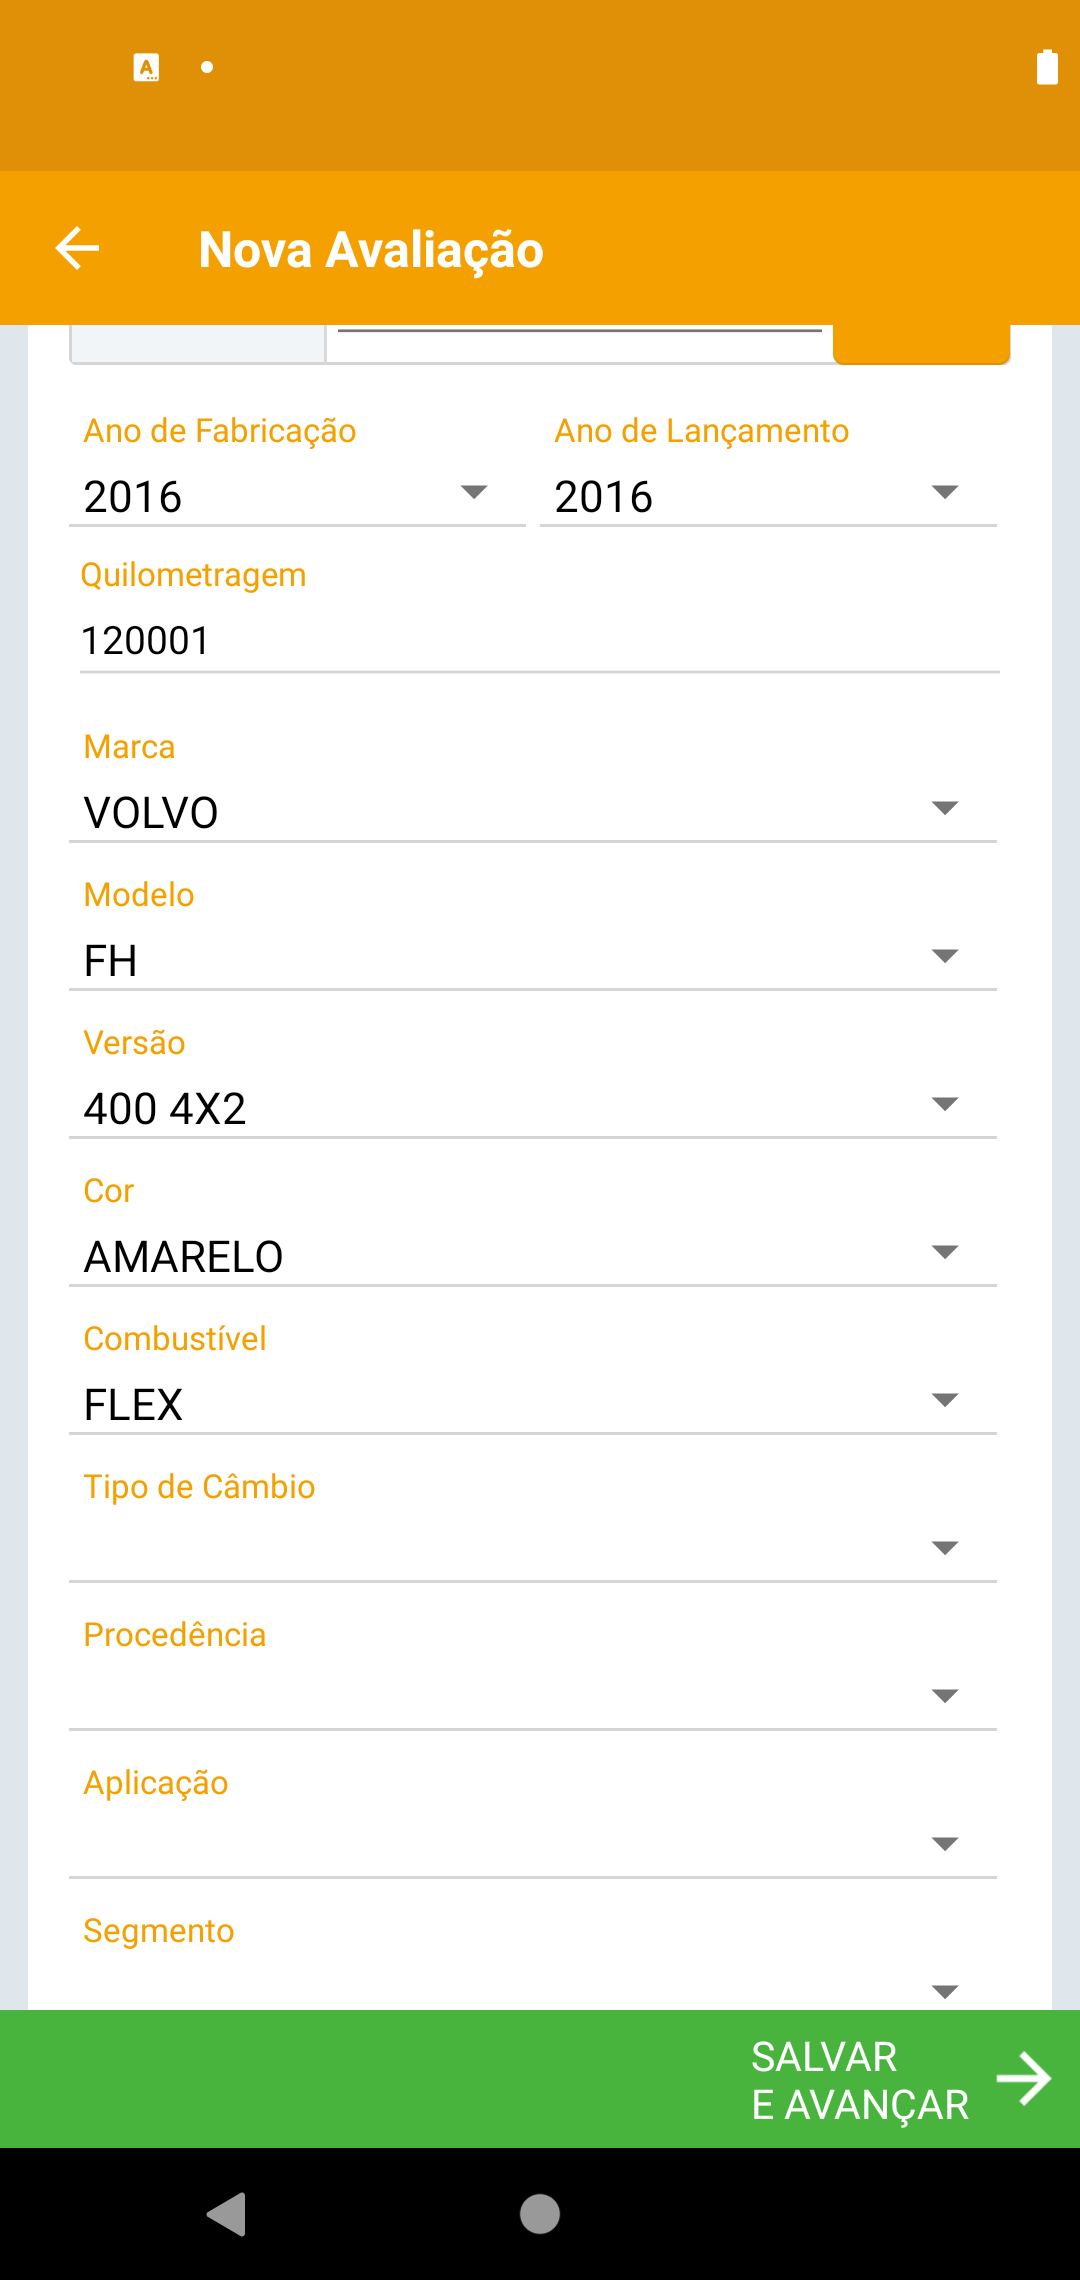 Nova Avaliação
Ano de Fabricação
Ano de Lançamento
2016
2016
Quilometragem
120001
Marca
VOLVO
Modelo
FH
Versão
400 4X2
Cor
AMARELO
Combustível
FLEX
Tipo de Câmbio
Procedência
Aplicação
Segmento
SALVAR
E AVANÇAR